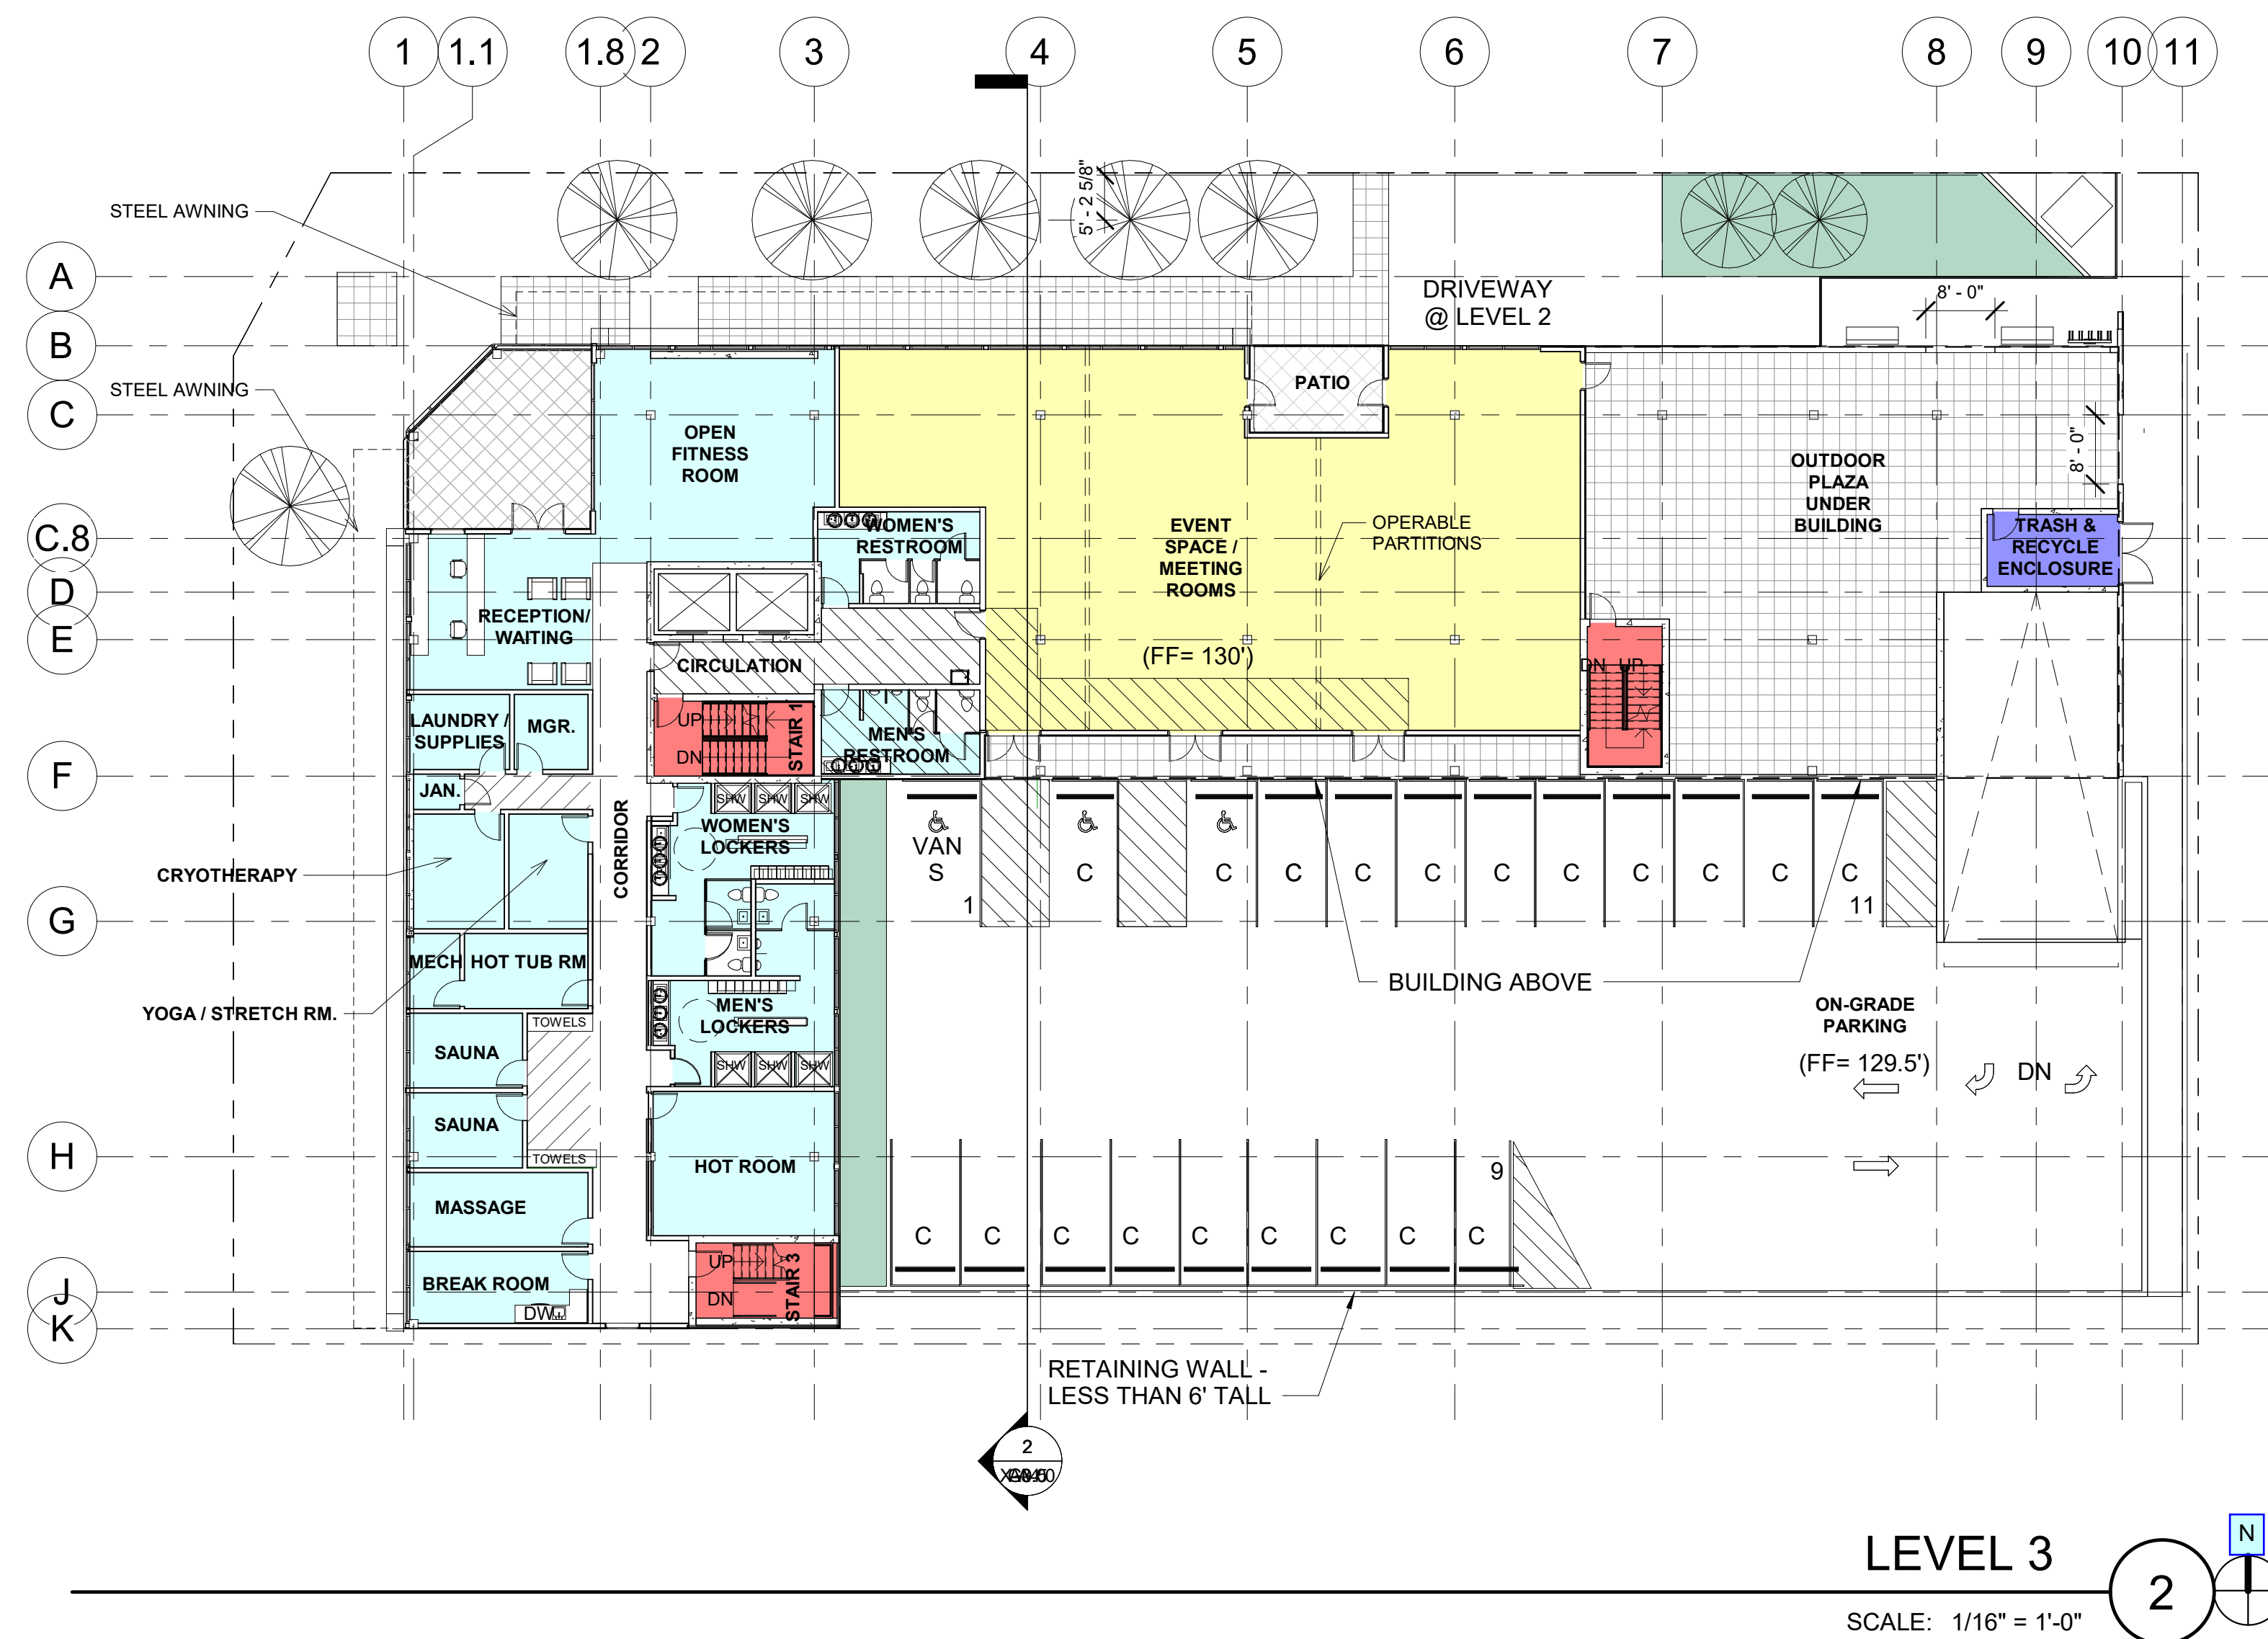 1
1.1
1.8
2
3
4
5
6
7
8
9
10
11
STEEL AWNING
5' - 2 5/8"
A
DRIVEWAY
@ LEVEL 2
8' - 0"
B
STEEL AWNING
PATIO
C
OPEN
FITNESS
ROOM
8' - 0"
OUTDOOR
PLAZA
UNDER
BUILDING
C.8
WOMEN'S
RESTROOM
EVENT
SPACE /
MEETING
ROOMS
OPERABLE
PARTITIONS
TRASH &
RECYCLE
ENCLOSURE
D
RECEPTION/
WAITING
E
CIRCULATION
(FF= 130')
DN
UP
LAUNDRY /
SUPPLIES
MGR.
UP
DN
STAIR 1
MEN'S
RESTROOM
F
JAN.
CORRIDOR
SHW
SHW
SHW
WOMEN'S
LOCKERS
VAN
S
C
C
C
C
C
C
C
C
C
C
C
C
CRYOTHERAPY
1
11
G
MECH
HOT TUB RM
BUILDING ABOVE
YOGA / STRETCH RM.
TOWELS
MEN'S
LOCKERS
ON-GRADE
PARKING
(FF= 129.5')
SAUNA
SHW
SHW
SHW
DN
SAUNA
TOWELS
H
HOT ROOM
9
MASSAGE
C
C
C
C
C
C
C
C
C
BREAK ROOM
DW
UP
DN
STAIR 3
J
K
RETAINING WALL -
LESS THAN 6' TALL
2
LEVEL 3
2
N
SCALE: 1/16" = 1'-0"